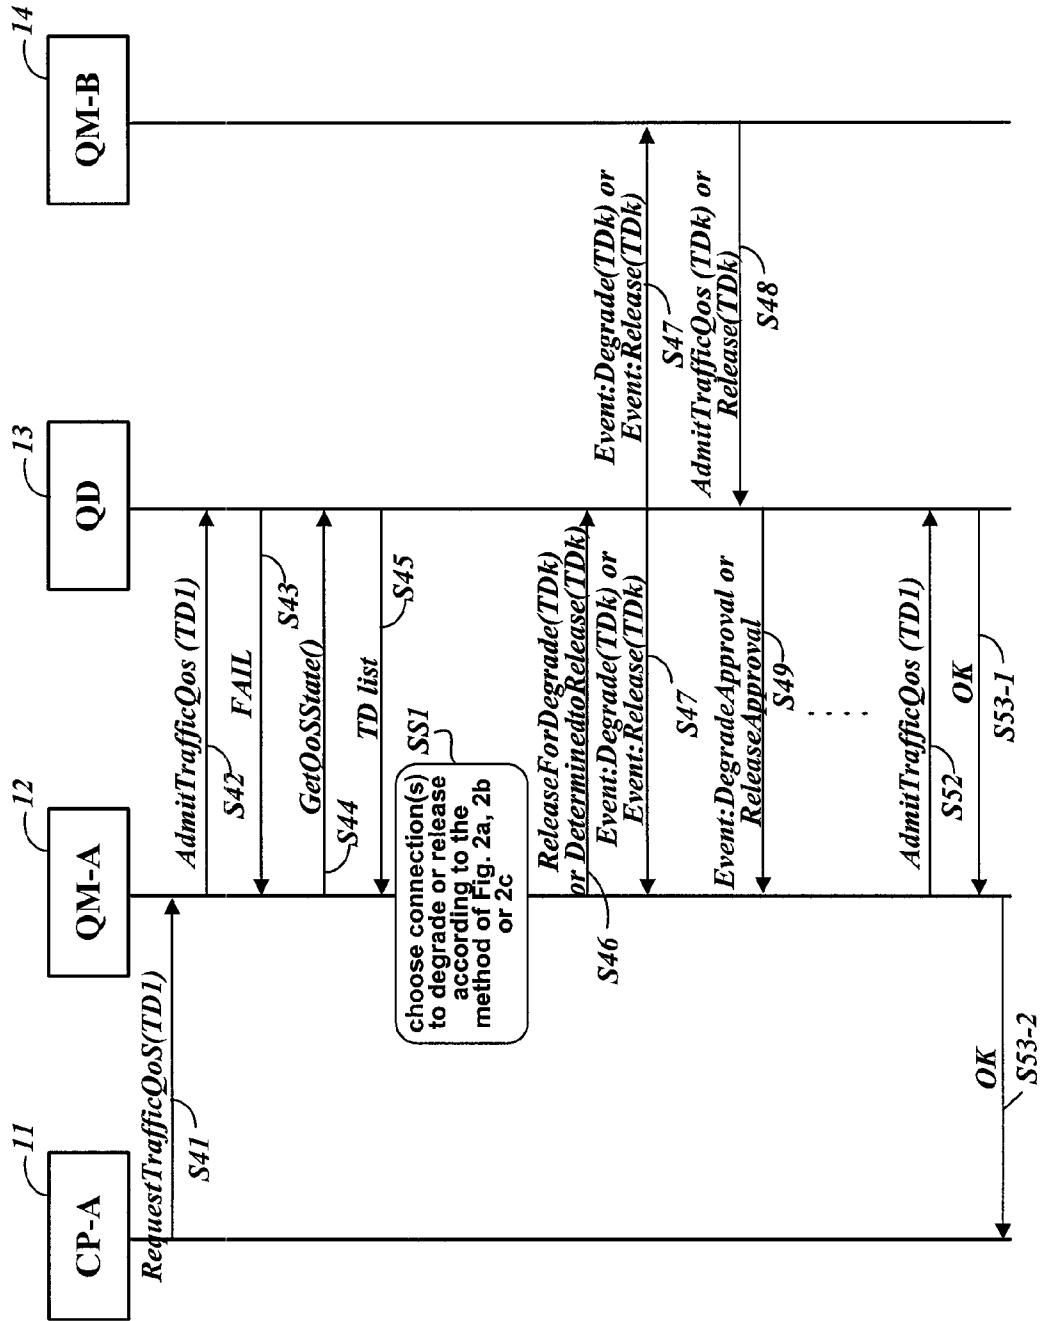 11
CP-A
12
QM-A
13
QD
14
QM-B
RequestTrafficQoS(TD1)
S41
AdmitTrafficQos (TD1)
S42
FAIL
S43
GetQoSState()
S44
TD list
S45
SS1
choose connection(s)
to degrade or release
according to the
method of Fig. 2a, 2b
or 2c
ReleaseForDegrade(TDk)
or DeterminedtoRelease(TDk)
S46
Event:Degrade(TDk) or
Event:Release(TDk)
S47
Event:Degrade(TDk) or
Event:Release(TDk)
S47
AdmitTrafficQos (TDk) or
Release(TDk)
S48
Event:DegradeApproval or
ReleaseApproval
S49
. . . . .
AdmitTrafficQos (TD1)
S52
OK
S53-1
OK
S53-2